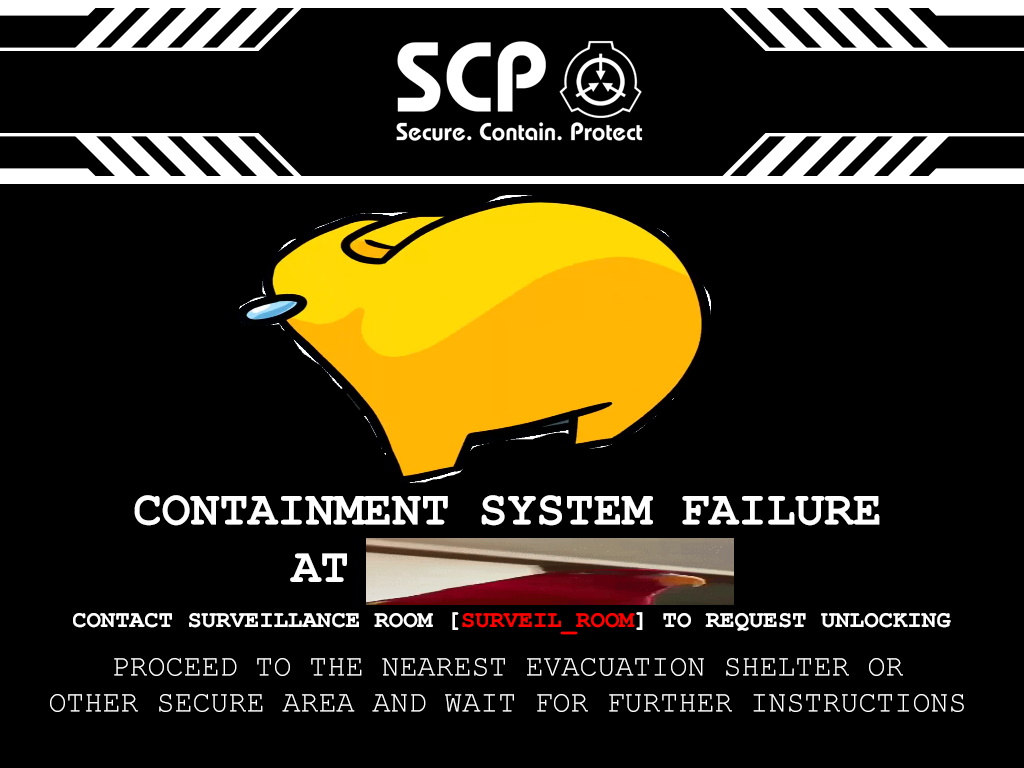 SCP
Secure. Contain. Protect
CONTAINMENT SYSTEM FAILURE
AT
CONTACT SURVEILLANCE ROOM [SURVEIL_ROOM] TO REQUEST UNLOCKING
PROCEED TO THE NEAREST EVACUATION SHELTER OR
OTHER SECURE AREA AND WAIT FOR FURTHER INSTRUCTIONS